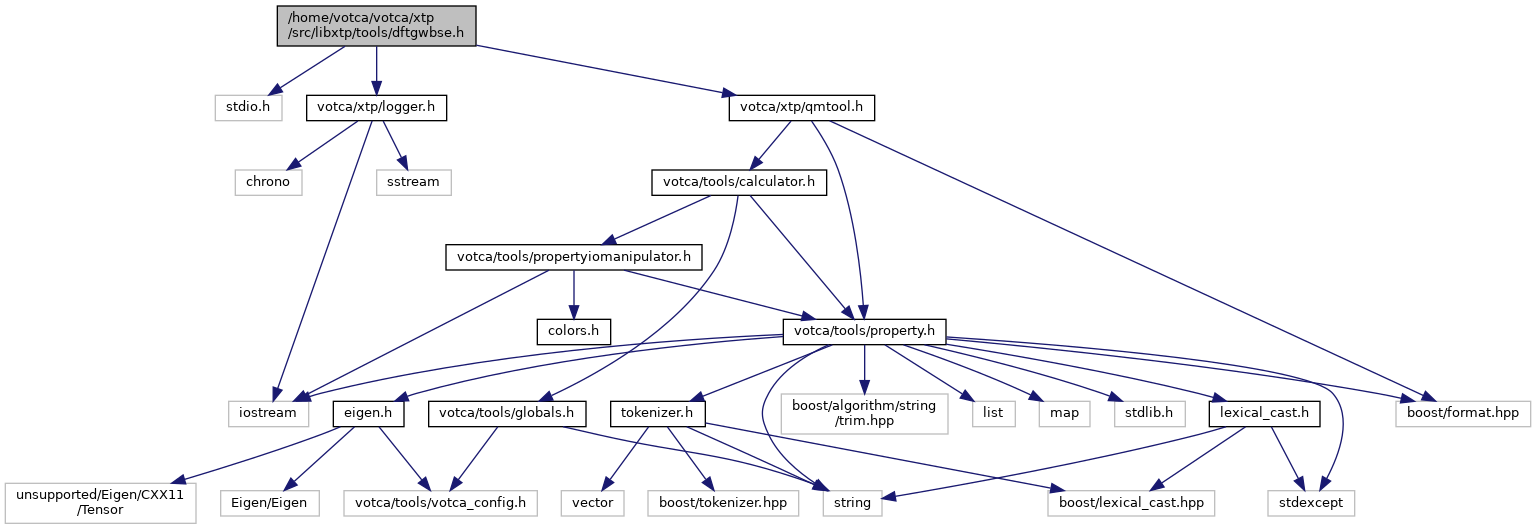 /home/votca/votca/xtp
/src/libxtp/tools/dftgwbse.h
stdio.h
votca/xtp/logger.h
votca/xtp/qmtool.h
chrono
sstream
votca/tools/calculator.h
votca/tools/propertyiomanipulator.h
colors.h
votca/tools/property.h
iostream
eigen.h
votca/tools/globals.h
tokenizer.h
boost/algorithm/string
/trim.hpp
list
map
stdlib.h
lexical_cast.h
boost/format.hpp
unsupported/Eigen/CXX11
/Tensor
Eigen/Eigen
votca/tools/votca_config.h
vector
boost/tokenizer.hpp
string
boost/lexical_cast.hpp
stdexcept